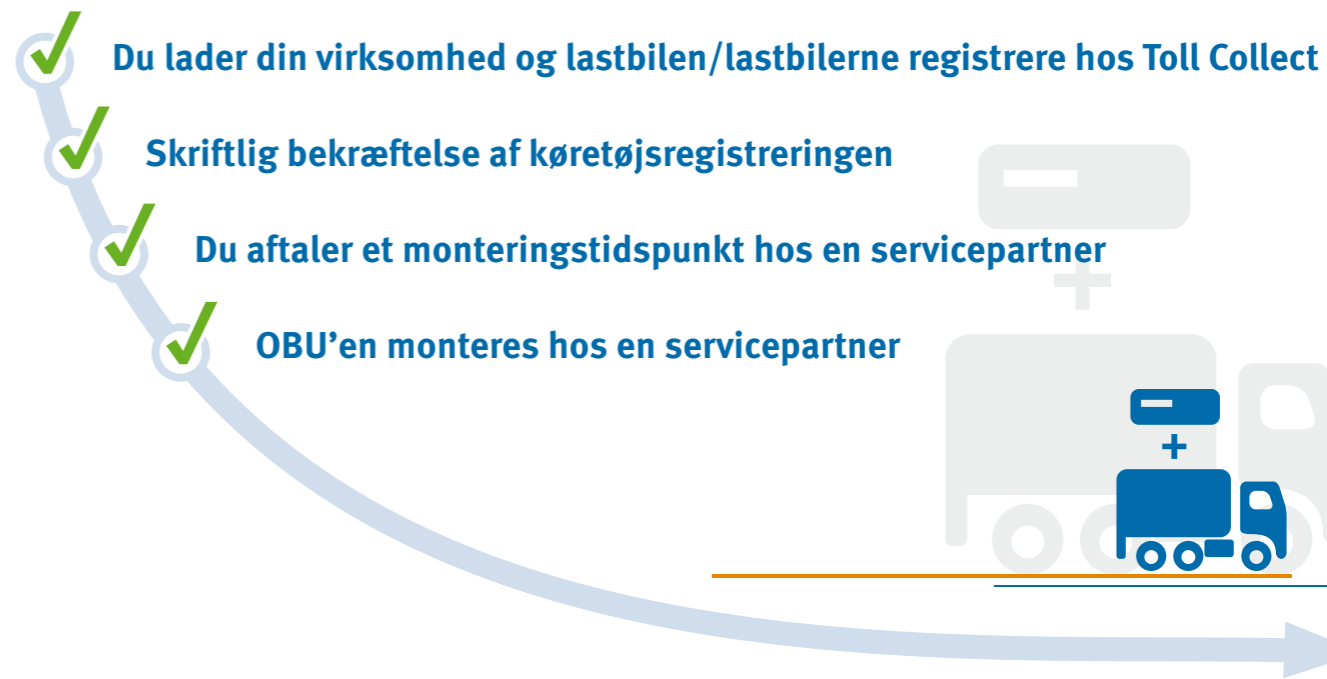 Du lader din virksomhed og lastbilen/lastbilerne registrere hos Toll Collect
Skriftlig bekræftelse af køretøjsregistreringen
Du aftaler et monteringstidspunkt hos en servicepartner
OBU’en monteres hos en servicepartner